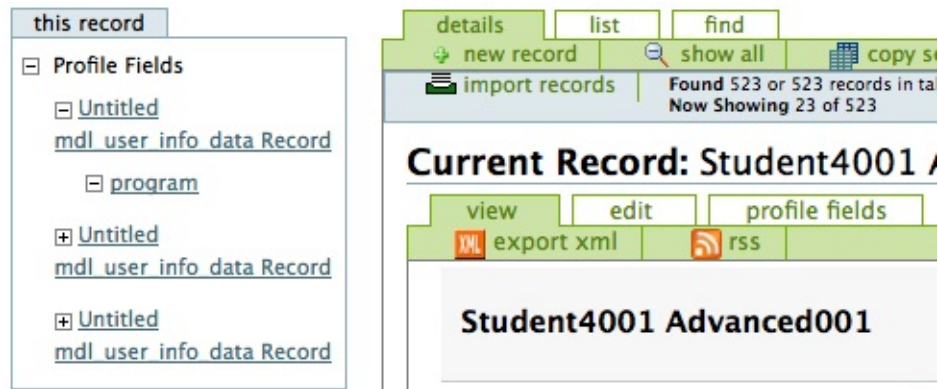 this record
Profile Fields
Untitled
mdl_user_info_data Record
program
Untitled
mdl_user_info_data Record
Untitled
mdl_user_info_data Record
details list find
new record show all copy
import records Found 523 or 523 records in
Now Showing 23 of 523
Current Record: Student4001
view edit profile fields
XML export xml rss
Student4001 Advanced001